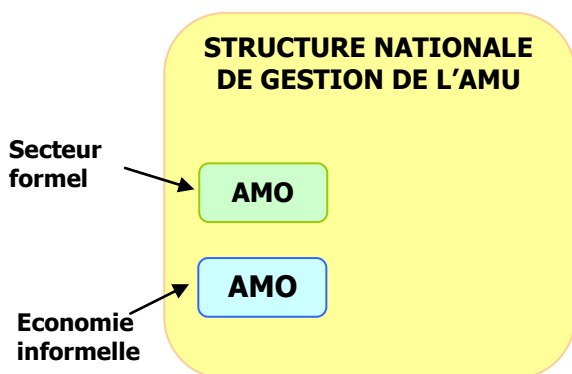 STRUCTURE NATIONALE
DE GESTION DE L’AMU
Secteur
formel
AMO
AMO
Economie
informelle